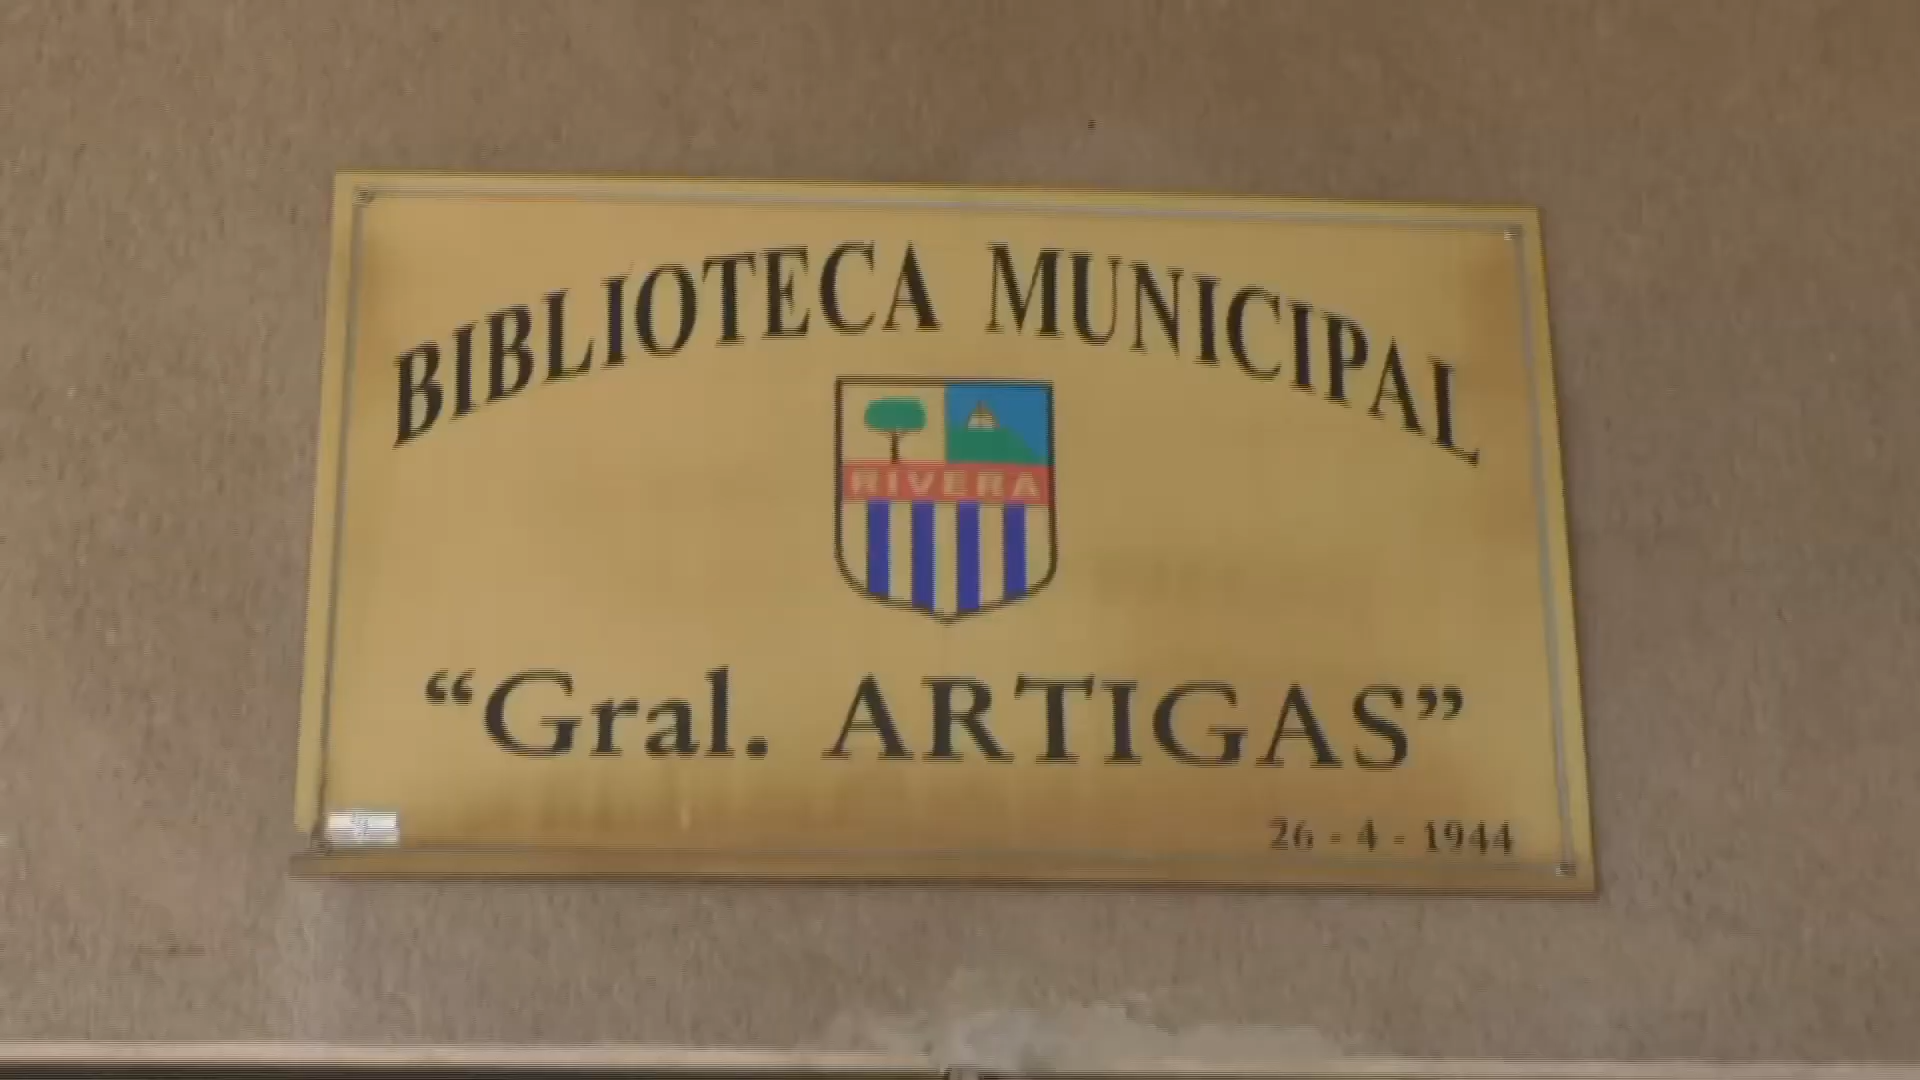 BIBLIOTECA MUNICIPAL
RIVERA
“Gral. ARTIGAS”
26 - 4 - 1944